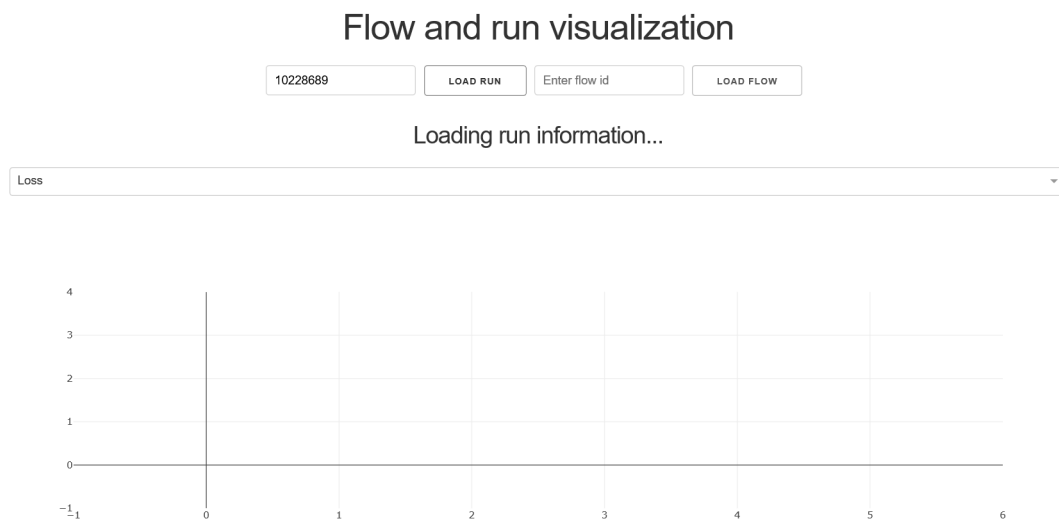 Flow and run visualization
10228689 LOAD RUN Enter flow id LOAD FLOW
Loading run information...
Loss
4
3
2
1
0
−1
−1 0 1 2 3 4 5 6